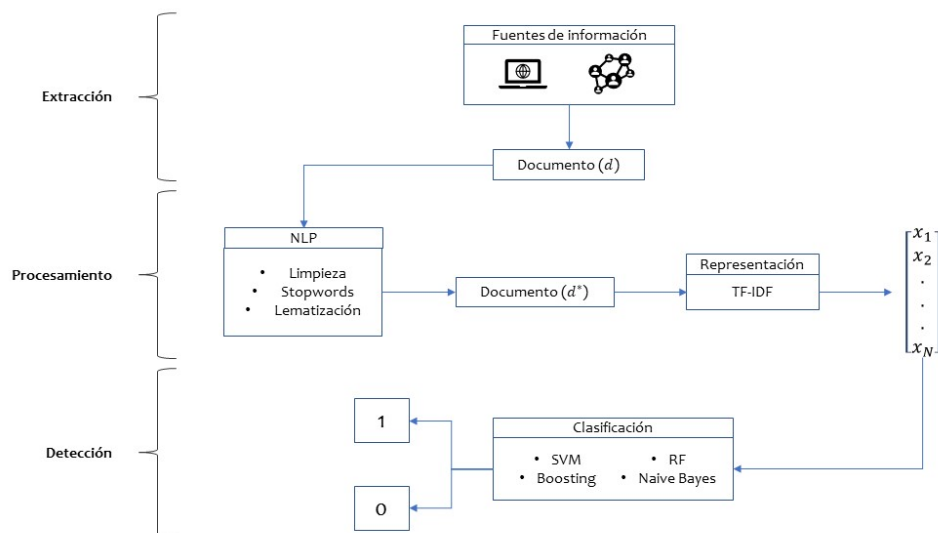 Extracción
Fuentes de información
Documento (d)
Procesamiento
NLP
• Limpieza
• Stopwords
• Lematización
Documento (d*)
Representación
TF-IDF
x1
x2
.
.
.
xN
Detección
1
0
Clasificación
• SVM • RF
• Boosting • Naive Bayes